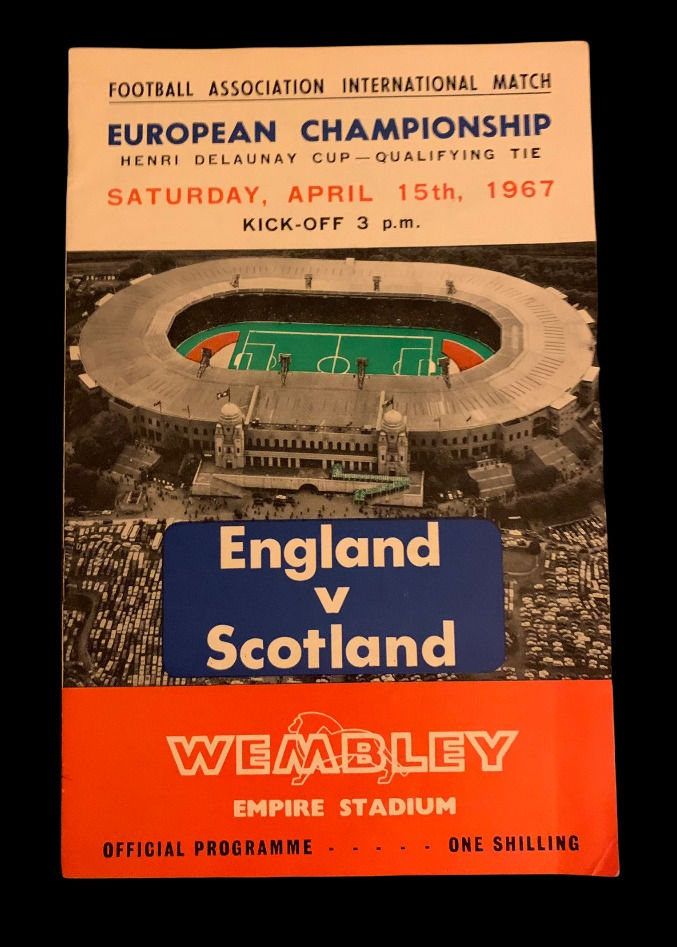 FOOTBALL ASSOCIATION INTERNATIONAL MATCH
EUROPEAN CHAMPIONSHIP
HENRI DELAUNAY CUP — QUALIFYING TIE
SATURDAY, APRIL 15th, 1967
KICK-OFF 3 p.m.
England
v
Scotland
WEMBLEY
EMPIRE STADIUM
OFFICIAL PROGRAMME - - - - - ONE SHILLING